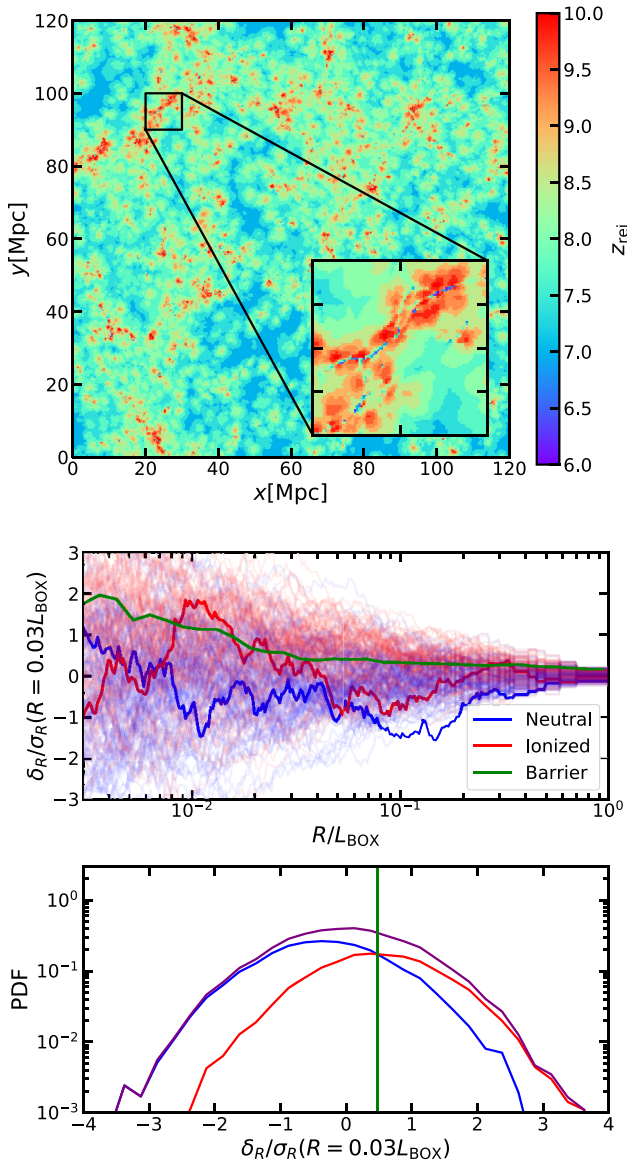 120
100
80
60
40
20
0
y[Mpc]
0 20 40 60 80 100 120
x[Mpc]
10.0
9.5
9.0
8.5
8.0
7.5
7.0
6.5
6.0
z_rei
3
2
1
0
−1
−2
−3
δ_R/σ_R(R = 0.03L_BOX)
Neutral
Ionized
Barrier
10^−2 10^−1 10^0
R/L_BOX
10^0
10^−1
10^−2
10^−3
PDF
−4 −3 −2 −1 0 1 2 3 4
δ_R/σ_R(R = 0.03L_BOX)